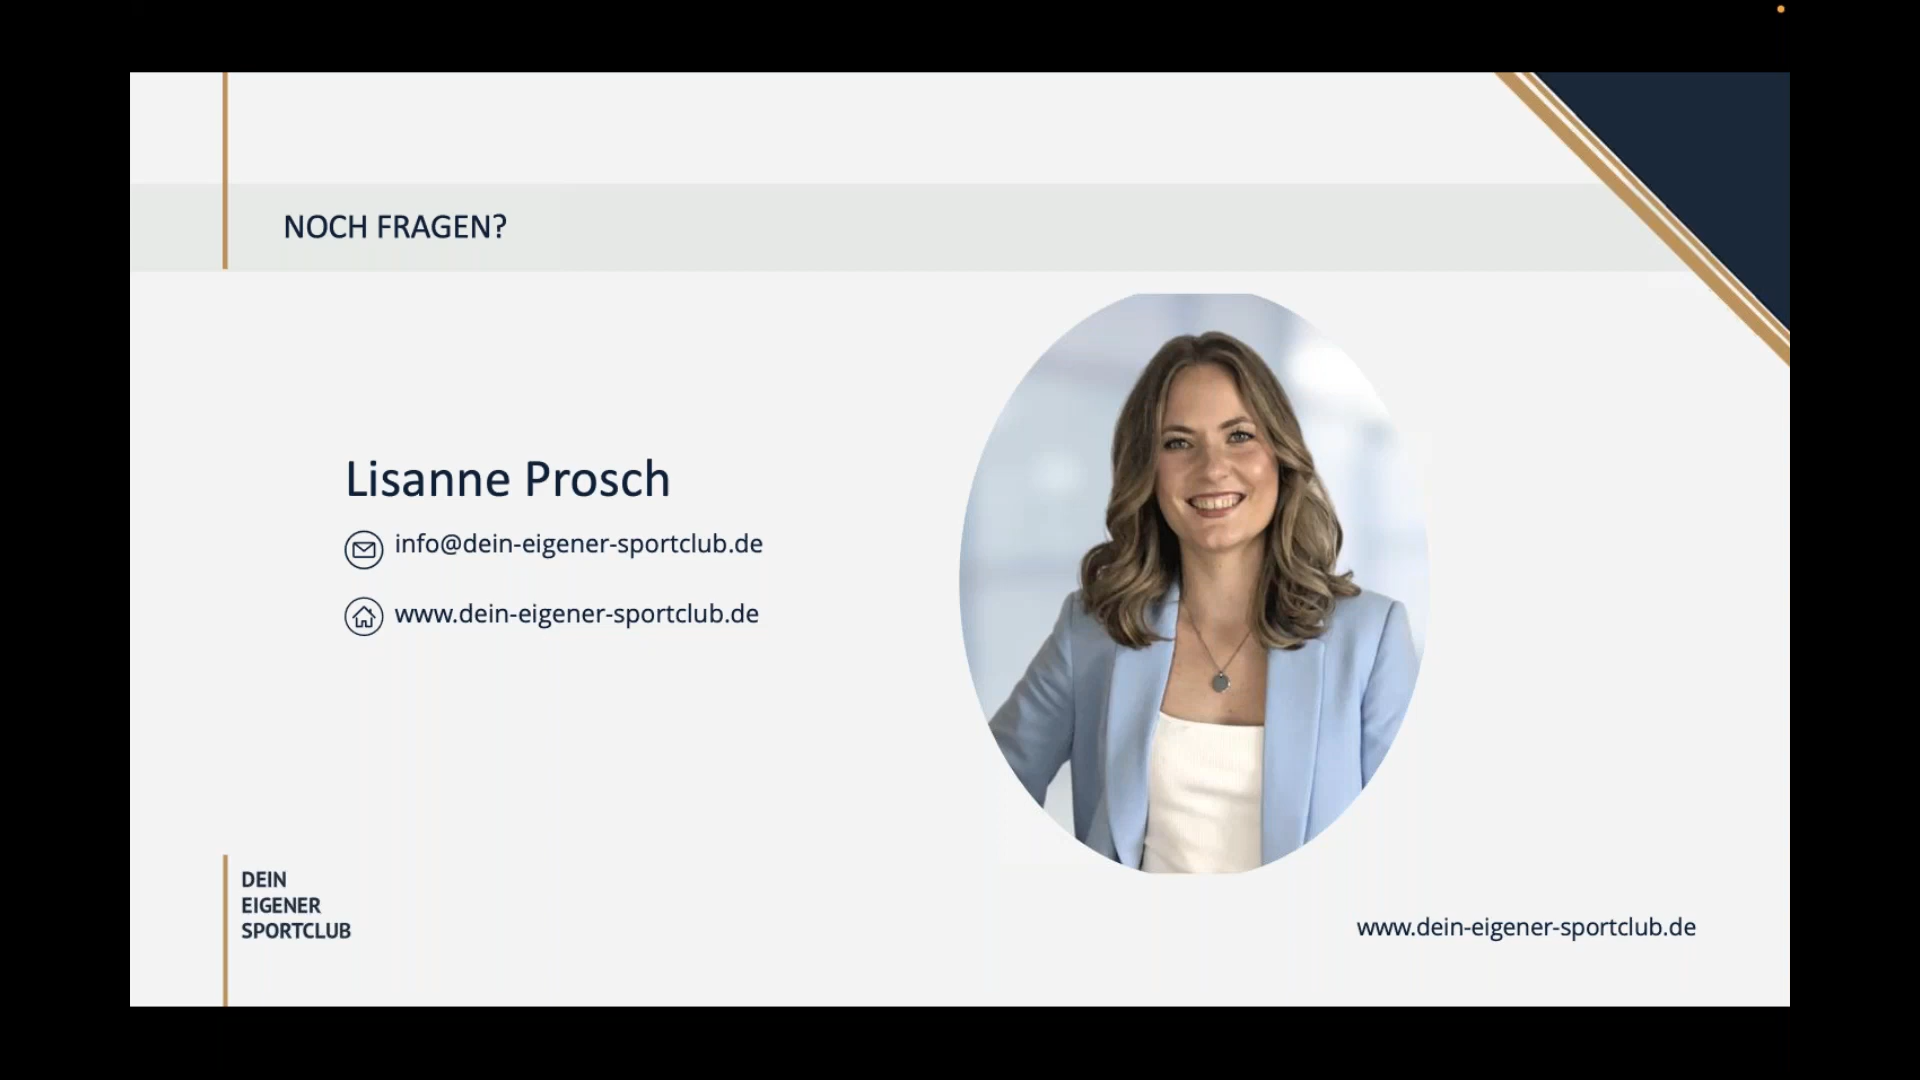 NOCH FRAGEN?
Lisanne Prosch
info@dein-eigener-sportclub.de
www.dein-eigener-sportclub.de
DEIN
EIGENER
SPORTCLUB
www.dein-eigener-sportclub.de